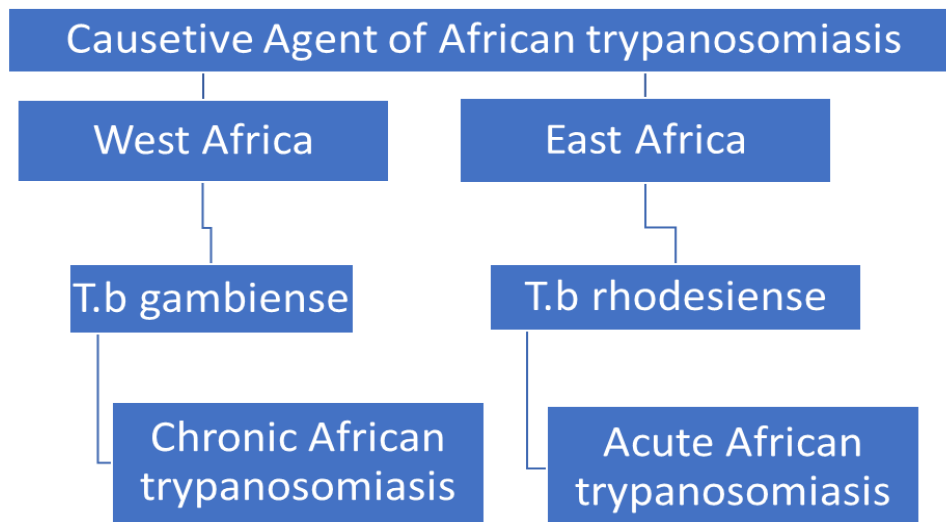 Causetive Agent of African trypanosomiasis
West Africa
East Africa
T.b gambiense
T.b rhodesiense
Chronic African
trypanosomiasis
Acute African
trypanosomiasis